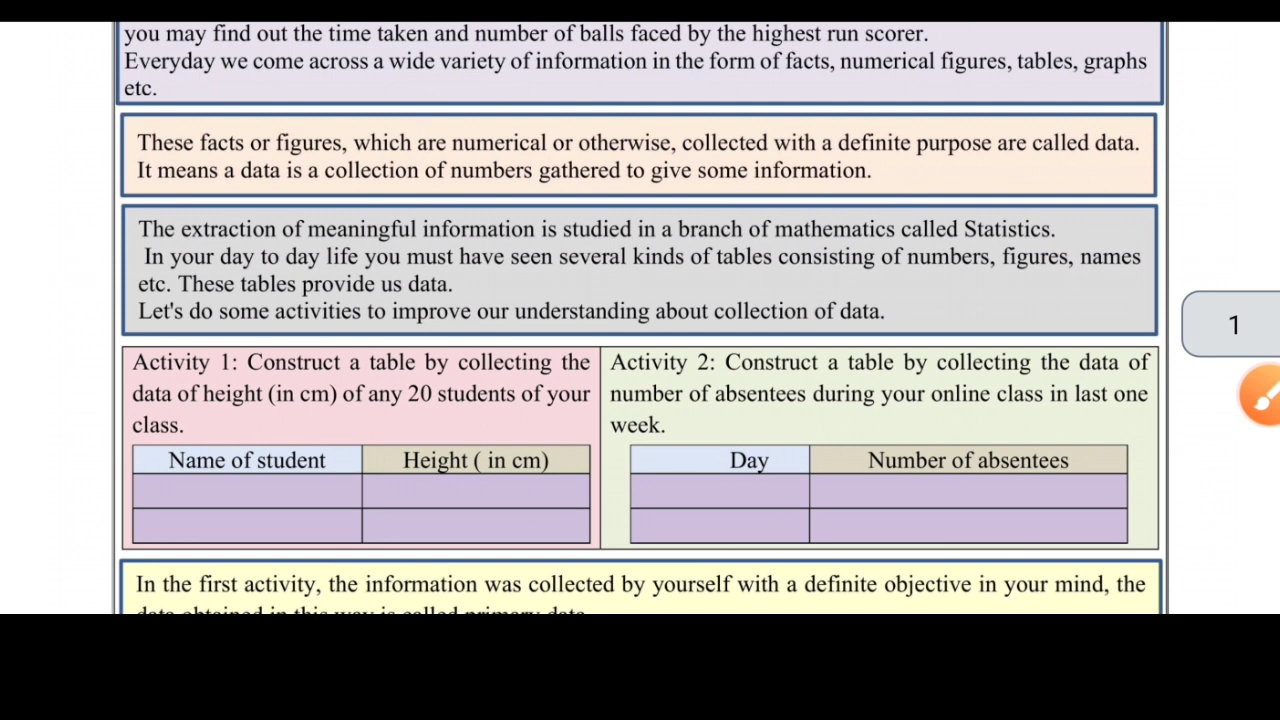 you may find out the time taken and number of balls faced by the highest run scorer.
Everyday we come across a wide variety of information in the form of facts, numerical figures, tables, graphs
etc.
These facts or figures, which are numerical or otherwise, collected with a definite purpose are called data.
It means a data is a collection of numbers gathered to give some information.
The extraction of meaningful information is studied in a branch of mathematics called Statistics.
In your day to day life you must have seen several kinds of tables consisting of numbers, figures, names
etc. These tables provide us data.
Let's do some activities to improve our understanding about collection of data.
1
Activity 1: Construct a table by collecting the
data of height (in cm) of any 20 students of your
class.
Name of student Height ( in cm)
Activity 2: Construct a table by collecting the data of
number of absentees during your online class in last one
week.
Day Number of absentees
In the first activity, the information was collected by yourself with a definite objective in your mind, the
data obtained in this way is called primary data